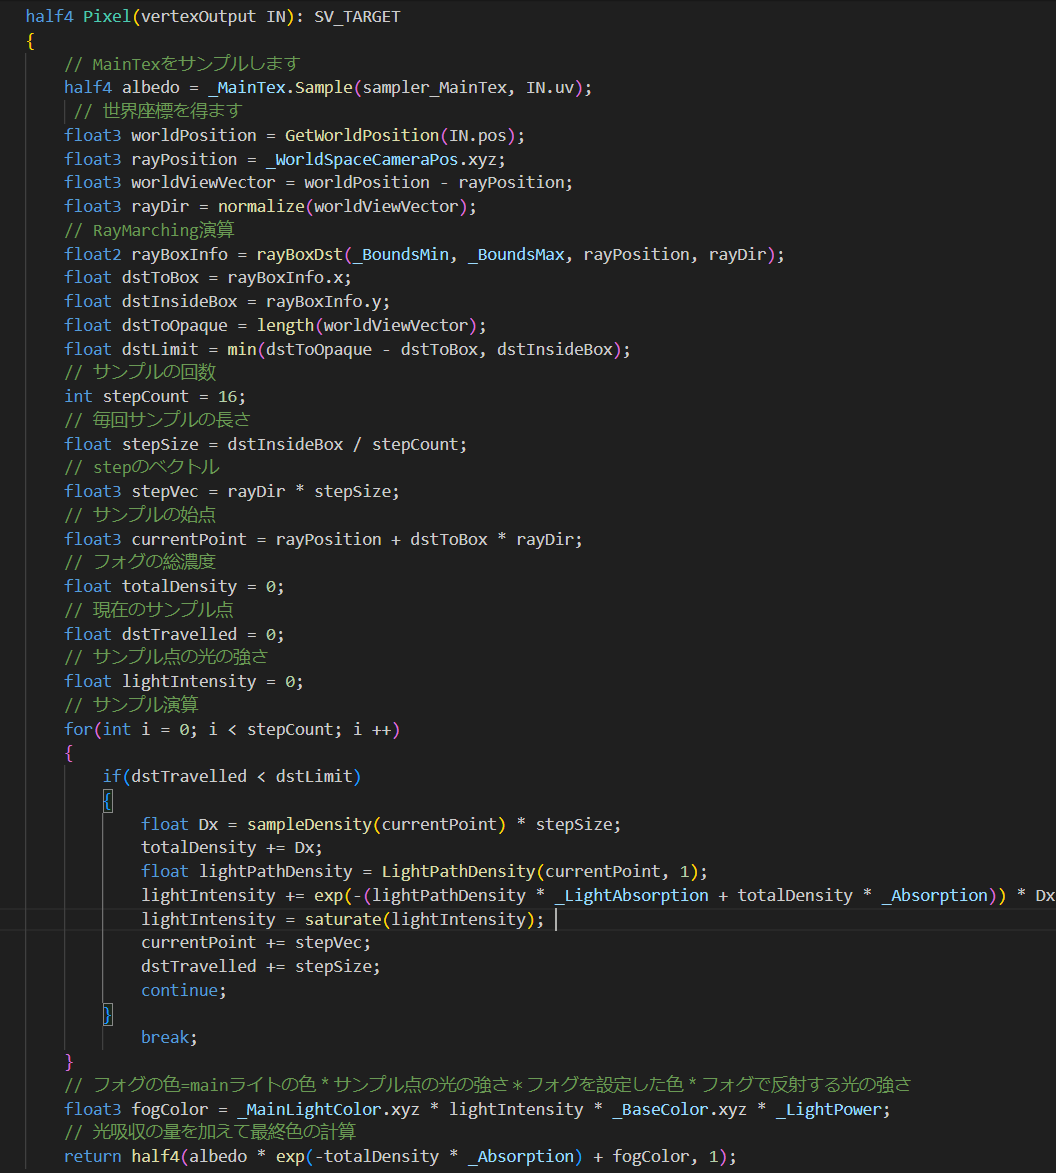 half4 Pixel(vertexOutput IN): SV_TARGET
{
// MainTexをサンプルします
half4 albedo = _MainTex.Sample(sampler_MainTex, IN.uv);
// 世界座標を得ます
float3 worldPosition = GetWorldPosition(IN.pos);
float3 rayPosition = _WorldSpaceCameraPos.xyz;
float3 worldViewVector = worldPosition - rayPosition;
float3 rayDir = normalize(worldViewVector);
// RayMarching演算
float2 rayBoxInfo = rayBoxDst(_BoundsMin, _BoundsMax, rayPosition, rayDir);
float dstToBox = rayBoxInfo.x;
float dstInsideBox = rayBoxInfo.y;
float dstToOpaque = length(worldViewVector);
float dstLimit = min(dstToOpaque - dstToBox, dstInsideBox);
// サンプルの回数
int stepCount = 16;
// 毎回サンプルの長さ
float stepSize = dstInsideBox / stepCount;
// stepのベクトル
float3 stepVec = rayDir * stepSize;
// サンプルの始点
float3 currentPoint = rayPosition + dstToBox * rayDir;
// フォグの総濃度
float totalDensity = 0;
// 現在のサンプル点
float dstTravelled = 0;
// サンプル点の光の強さ
float lightIntensity = 0;
// サンプル演算
for(int i = 0; i < stepCount; i ++)
{
if(dstTravelled < dstLimit)
{
float Dx = sampleDensity(currentPoint) * stepSize;
totalDensity += Dx;
float lightPathDensity = LightPathDensity(currentPoint, 1);
lightIntensity += exp(-(lightPathDensity * _LightAbsorption + totalDensity * _Absorption)) * Dx
lightIntensity = saturate(lightIntensity);
currentPoint += stepVec;
dstTravelled += stepSize;
continue;
}
break;
}
// フォグの色=mainライトの色*サンプル点の光の強さ*フォグを設定した色*フォグで反射する光の強さ
float3 fogColor = _MainLightColor.xyz * lightIntensity * _BaseColor.xyz * _LightPower;
// 光吸収の量を加えて最終色の計算
return half4(albedo * exp(-totalDensity * _Absorption) + fogColor, 1);